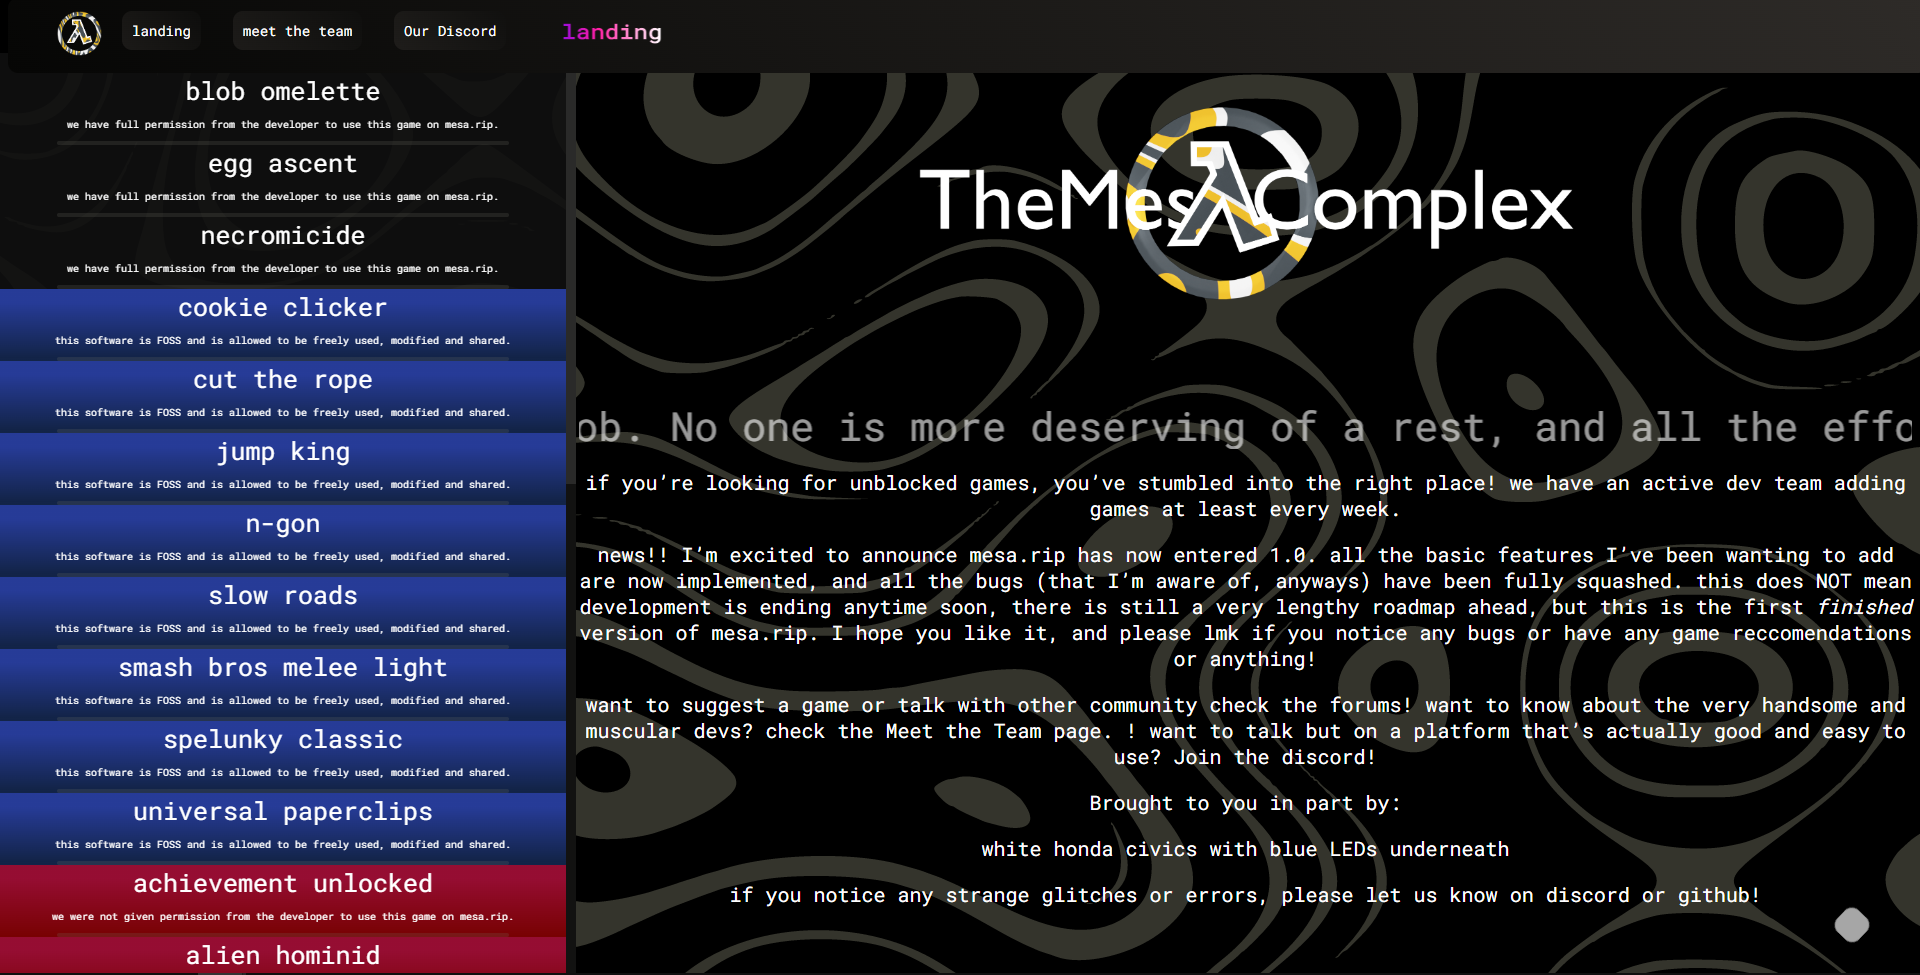 landing
meet the team
Our Discord
landing
blob omelette
we have full permission from the developer to use this game on mesa.rip.
egg ascent
we have full permission from the developer to use this game on mesa.rip.
necromicide
we have full permission from the developer to use this game on mesa.rip.
cookie clicker
this software is FOSS and is allowed to be freely used, modified and shared.
cut the rope
this software is FOSS and is allowed to be freely used, modified and shared.
jump king
this software is FOSS and is allowed to be freely used, modified and shared.
n-gon
this software is FOSS and is allowed to be freely used, modified and shared.
slow roads
this software is FOSS and is allowed to be freely used, modified and shared.
smash bros melee light
this software is FOSS and is allowed to be freely used, modified and shared.
spelunky classic
this software is FOSS and is allowed to be freely used, modified and shared.
universal paperclips
this software is FOSS and is allowed to be freely used, modified and shared.
achievement unlocked
we were not given permission from the developer to use this game on mesa.rip.
alien hominid
TheMesλComplex
ob. No one is more deserving of a rest, and all the effo
if you’re looking for unblocked games, you’ve stumbled into the right place! we have an active dev team adding
games at least every week.
news!! I’m excited to announce mesa.rip has now entered 1.0. all the basic features I’ve been wanting to add
are now implemented, and all the bugs (that I’m aware of, anyways) have been fully squashed. this does NOT mean
development is ending anytime soon, there is still a very lengthy roadmap ahead, but this is the first finished
version of mesa.rip. I hope you like it, and please lmk if you notice any bugs or have any game reccomendations
or anything!
want to suggest a game or talk with other community check the forums! want to know about the very handsome and
muscular devs? check the Meet the Team page. ! want to talk but on a platform that’s actually good and easy to
use? Join the discord!
Brought to you in part by:
white honda civics with blue LEDs underneath
if you notice any strange glitches or errors, please let us know on discord or github!